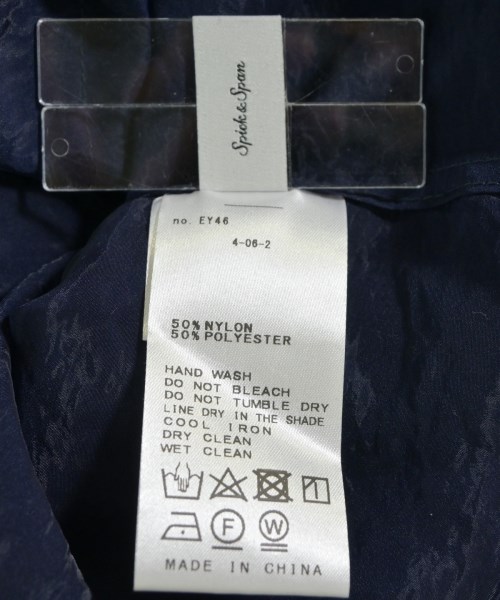 Spick & Span
no. EY46
4-06-2
50% NYLON
50% POLYESTER
HAND WASH
DO NOT BLEACH
DO NOT TUMBLE DRY
LINE DRY IN THE SHADE
COOL IRON
DRY CLEAN
WET CLEAN
F W
MADE IN CHINA